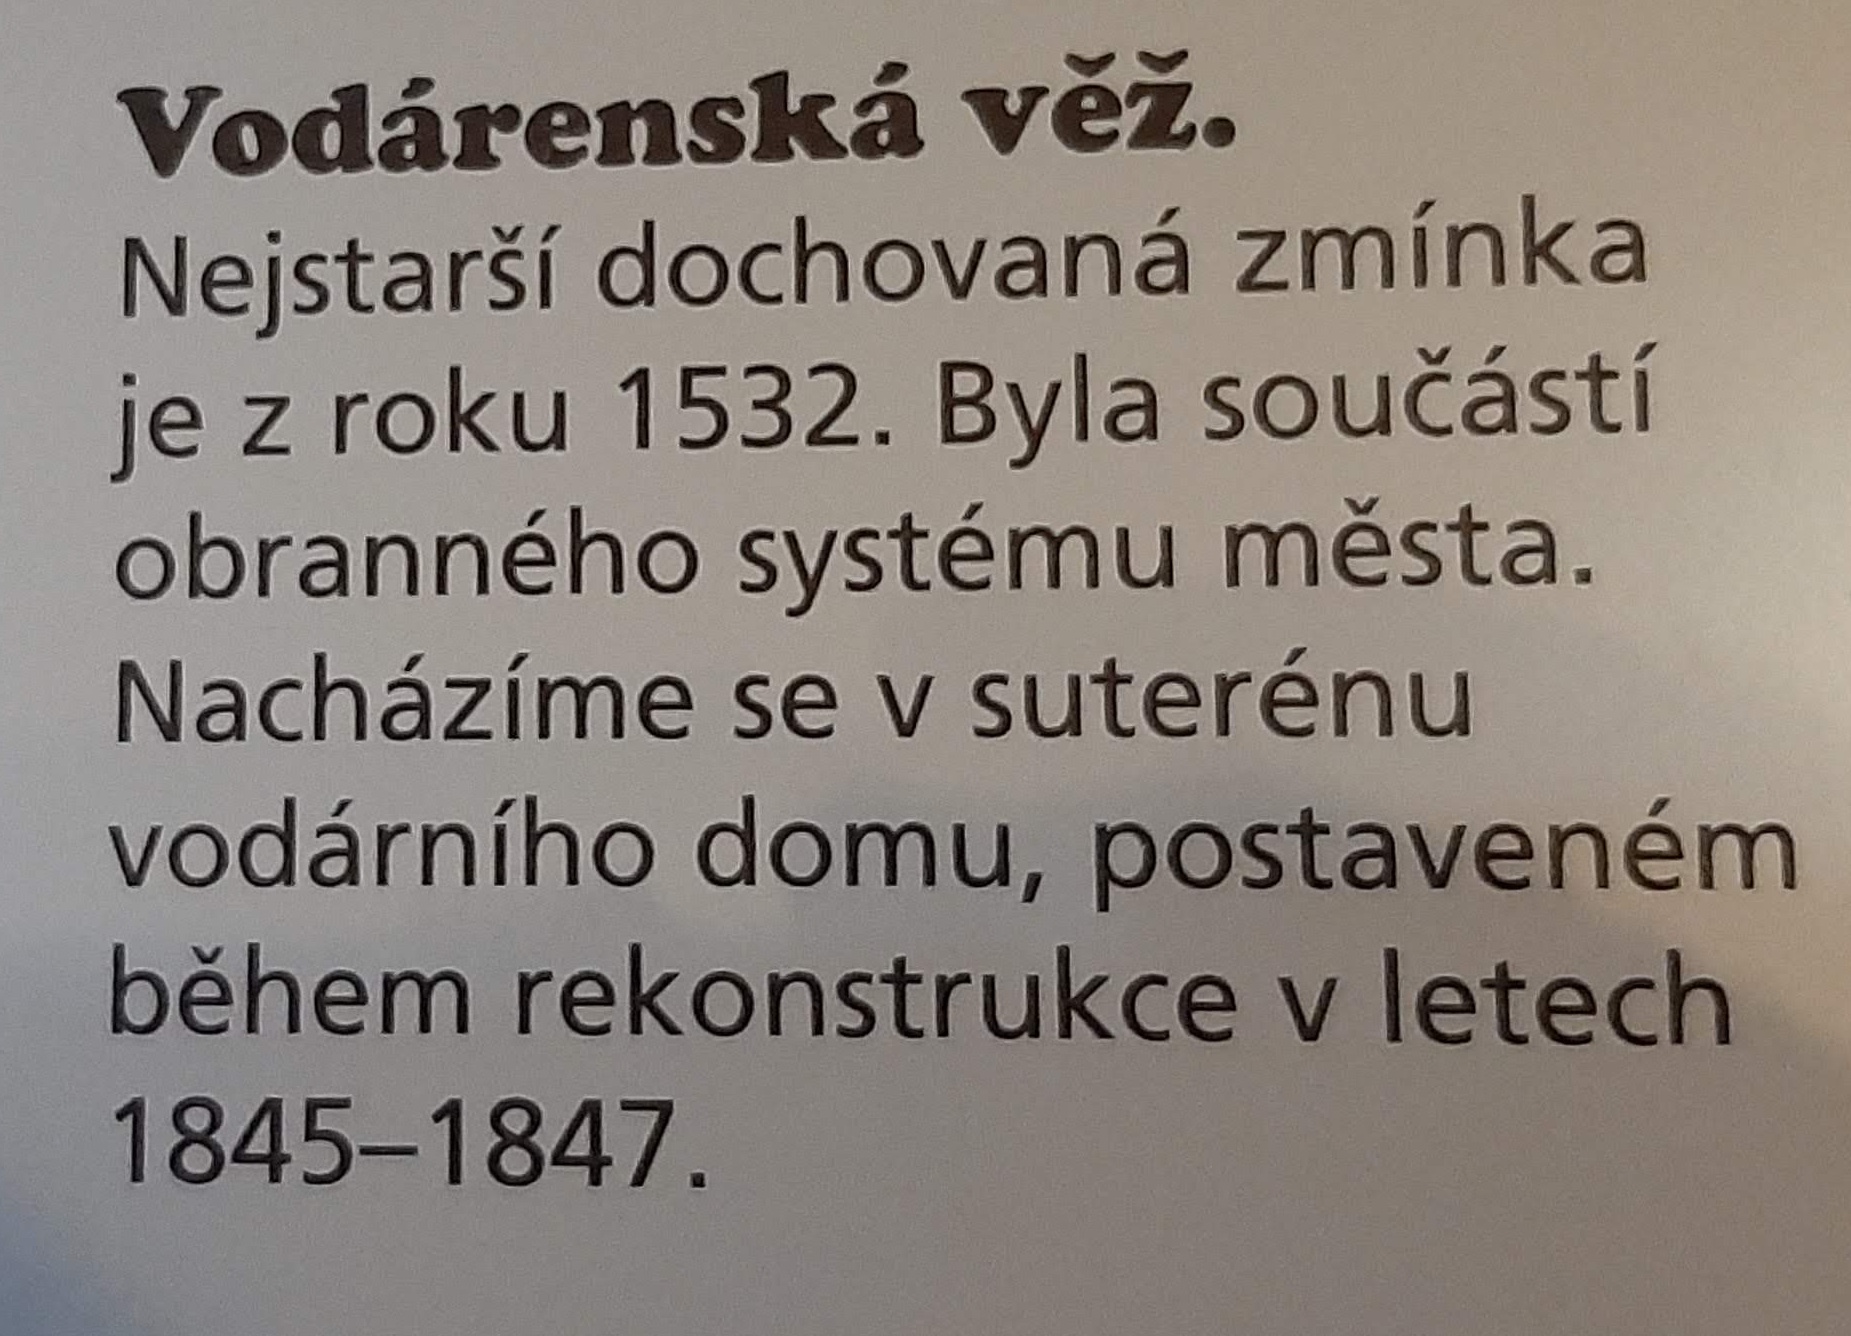 Vodárenská věž.
Nejstarší dochovaná zmínka
je z roku 1532. Byla součástí
obranného systému města.
Nacházíme se v suterénu
vodárního domu, postaveném
během rekonstrukce v letech
1845–1847.